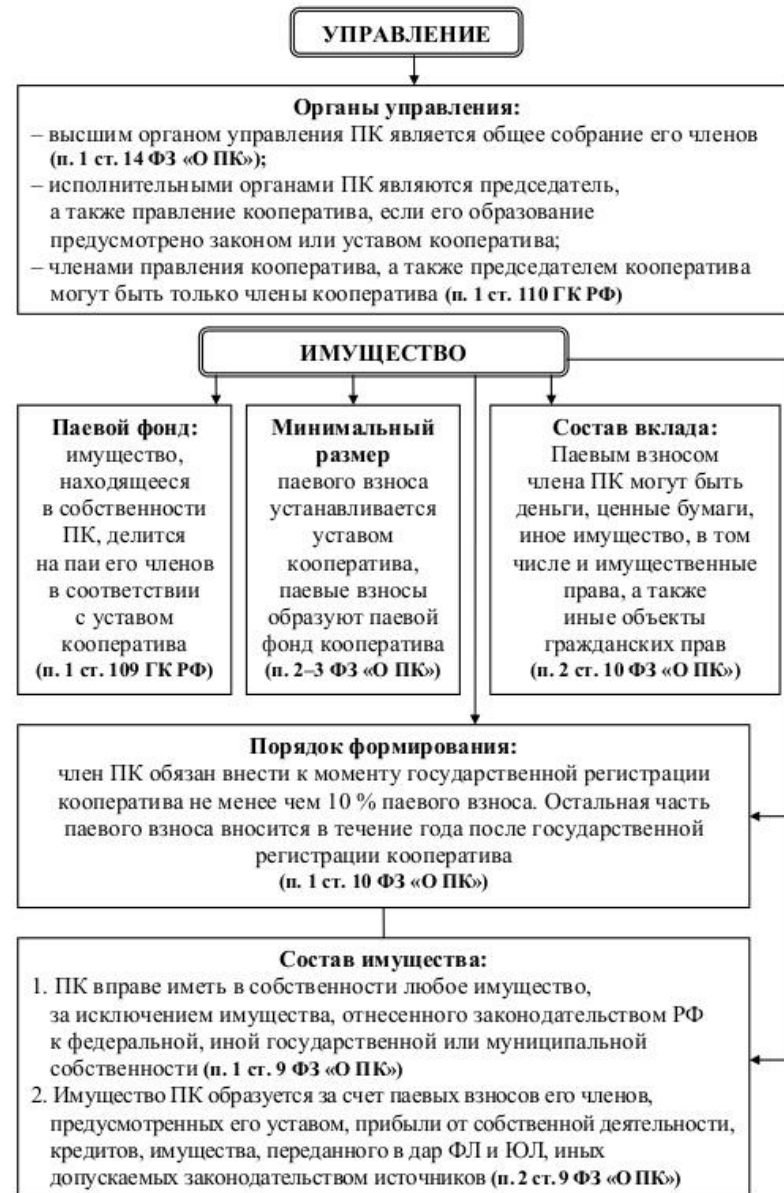 УПРАВЛЕНИЕ
Органы управления:
– высшим органом управления ПК является общее собрание его членов
(п. 1 ст. 14 ФЗ «О ПК»);
– исполнительными органами ПК являются председатель,
а также правление кооператива, если его образование
предусмотрено законом или уставом кооператива;
– членами правления кооператива, а также председателем кооператива
могут быть только члены кооператива (п. 1 ст. 110 ГК РФ)
ИМУЩЕСТВО
Паевой фонд:
имущество,
находящееся
в собственности
ПК, делится
на паи его членов
в соответствии
с уставом
кооператива
(п. 1 ст. 109 ГК РФ)
Минимальный
размер
паевого взноса
устанавливается
уставом
кооператива,
паевые взносы
образуют паевой
фонд кооператива
(п. 2–3 ФЗ «О ПК»)
Состав вклада:
Паевым взносом
члена ПК могут быть
деньги, ценные бумаги,
иное имущество, в том
числе и имущественные
права, а также
иные объекты
гражданских прав
(п. 2 ст. 10 ФЗ «О ПК»)
Порядок формирования:
член ПК обязан внести к моменту государственной регистрации
кооператива не менее чем 10 % паевого взноса. Остальная часть
паевого взноса вносится в течение года после государственной
регистрации кооператива
(п. 1 ст. 10 ФЗ «О ПК»)
Состав имущества:
1. ПК вправе иметь в собственности любое имущество,
за исключением имущества, отнесенного законодательством РФ
к федеральной, иной государственной или муниципальной
собственности (п. 1 ст. 9 ФЗ «О ПК»)
2. Имущество ПК образуется за счет паевых взносов его членов,
предусмотренных его уставом, прибыли от собственной деятельности,
кредитов, имущества, переданного в дар ФЛ и ЮЛ, иных
допускаемых законодательством источников (п. 2 ст. 9 ФЗ «О ПК»)